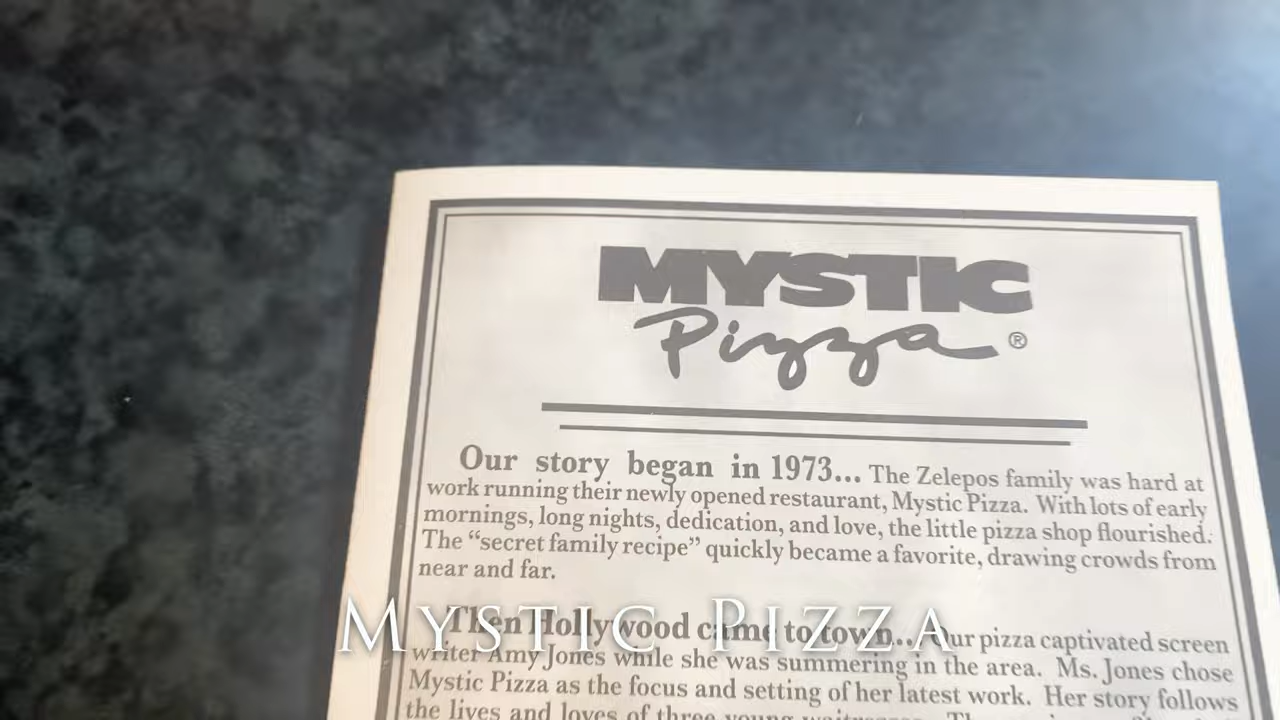 MYSTIC
Pizza ®
Our story began in 1973... The Zelepos family was hard at
work running their newly opened restaurant, Mystic Pizza. With lots of early
mornings, long nights, dedication, and love, the little pizza shop flourished.
The “secret family recipe” quickly became a favorite, drawing crowds from
near and far.
Then Hollywood came to town... Our pizza captivated screen
MYSTIC PIZZA
writer Amy Jones while she was summering in the area. Ms. Jones chose
Mystic Pizza as the focus and setting of her latest work. Her story follows
the lives and loves of three young waitresses.